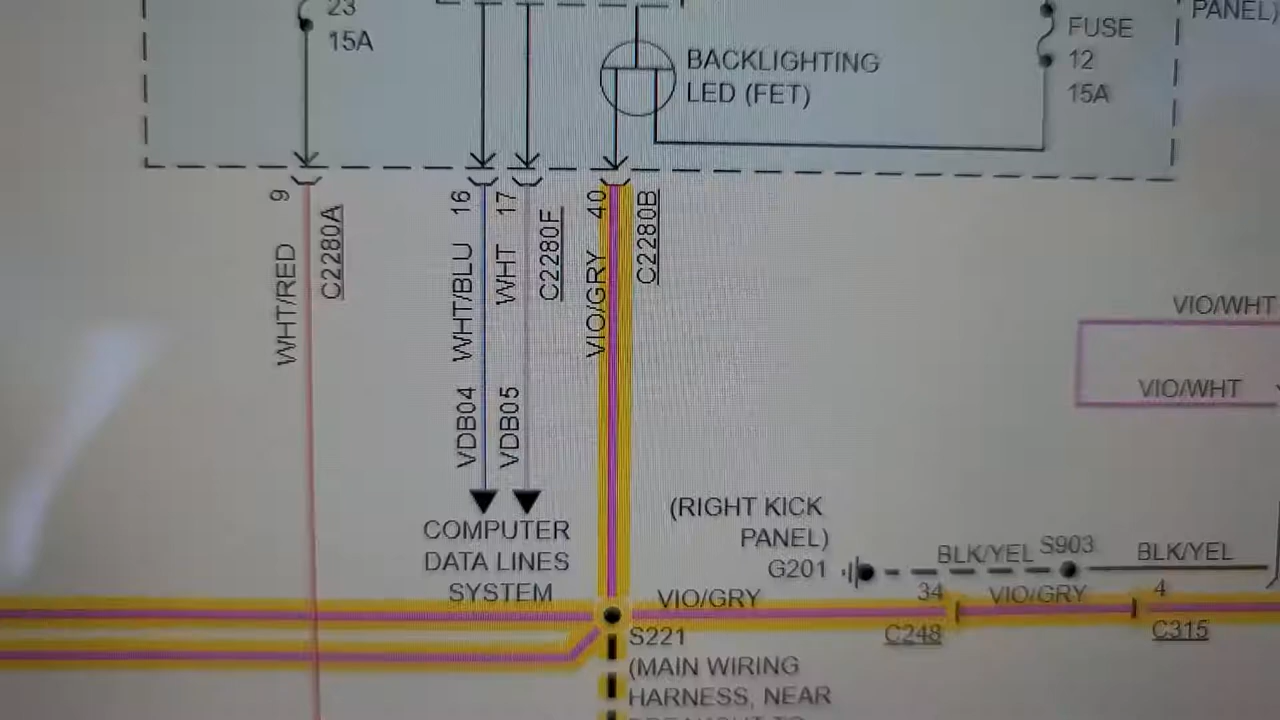 23
15A
BACKLIGHTING
LED (FET)
FUSE
12
15A
PANEL)
9
WHT/RED
C2280A
16
WHT/BLU
VDB04
17
WHT
VDB05
C2280F
40
VIO/GRY
C2280B
VIO/WHT
VIO/WHT
COMPUTER
DATA LINES
SYSTEM
(RIGHT KICK
PANEL)
G201
BLK/YEL
S903
BLK/YEL
VIO/GRY
34
C248
VIO/GRY
4
C315
S221
(MAIN WIRING
HARNESS, NEAR